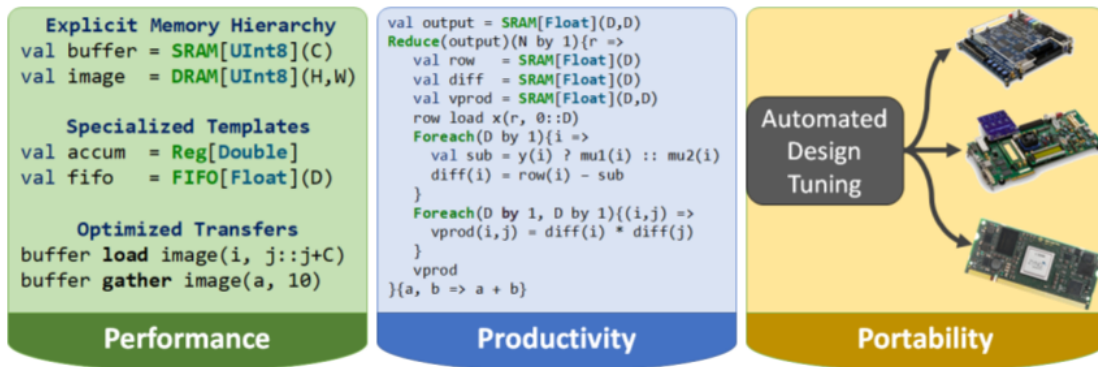 Explicit Memory Hierarchy
val buffer = SRAM[UInt8](C)
val image = DRAM[UInt8](H,W)
Specialized Templates
val accum = Reg[Double]
val fifo = FIFO[Float](D)
Optimized Transfers
buffer load image(i, j::j+C)
buffer gather image(a, 10)
Performance
val output = SRAM[Float](D,D)
Reduce(output)(N by 1){r =>
val row = SRAM[Float](D)
val diff = SRAM[Float](D)
val vprod = SRAM[Float](D,D)
row load x(r, 0::D)
Foreach(D by 1){i =>
val sub = y(i) ? mu1(i) :: mu2(i)
diff(i) = row(i) - sub
}
Foreach(D by 1, D by 1){(i,j) =>
vprod(i,j) = diff(i) * diff(j)
}
vprod
}{a, b => a + b}
Productivity
Automated
Design
Tuning
Portability